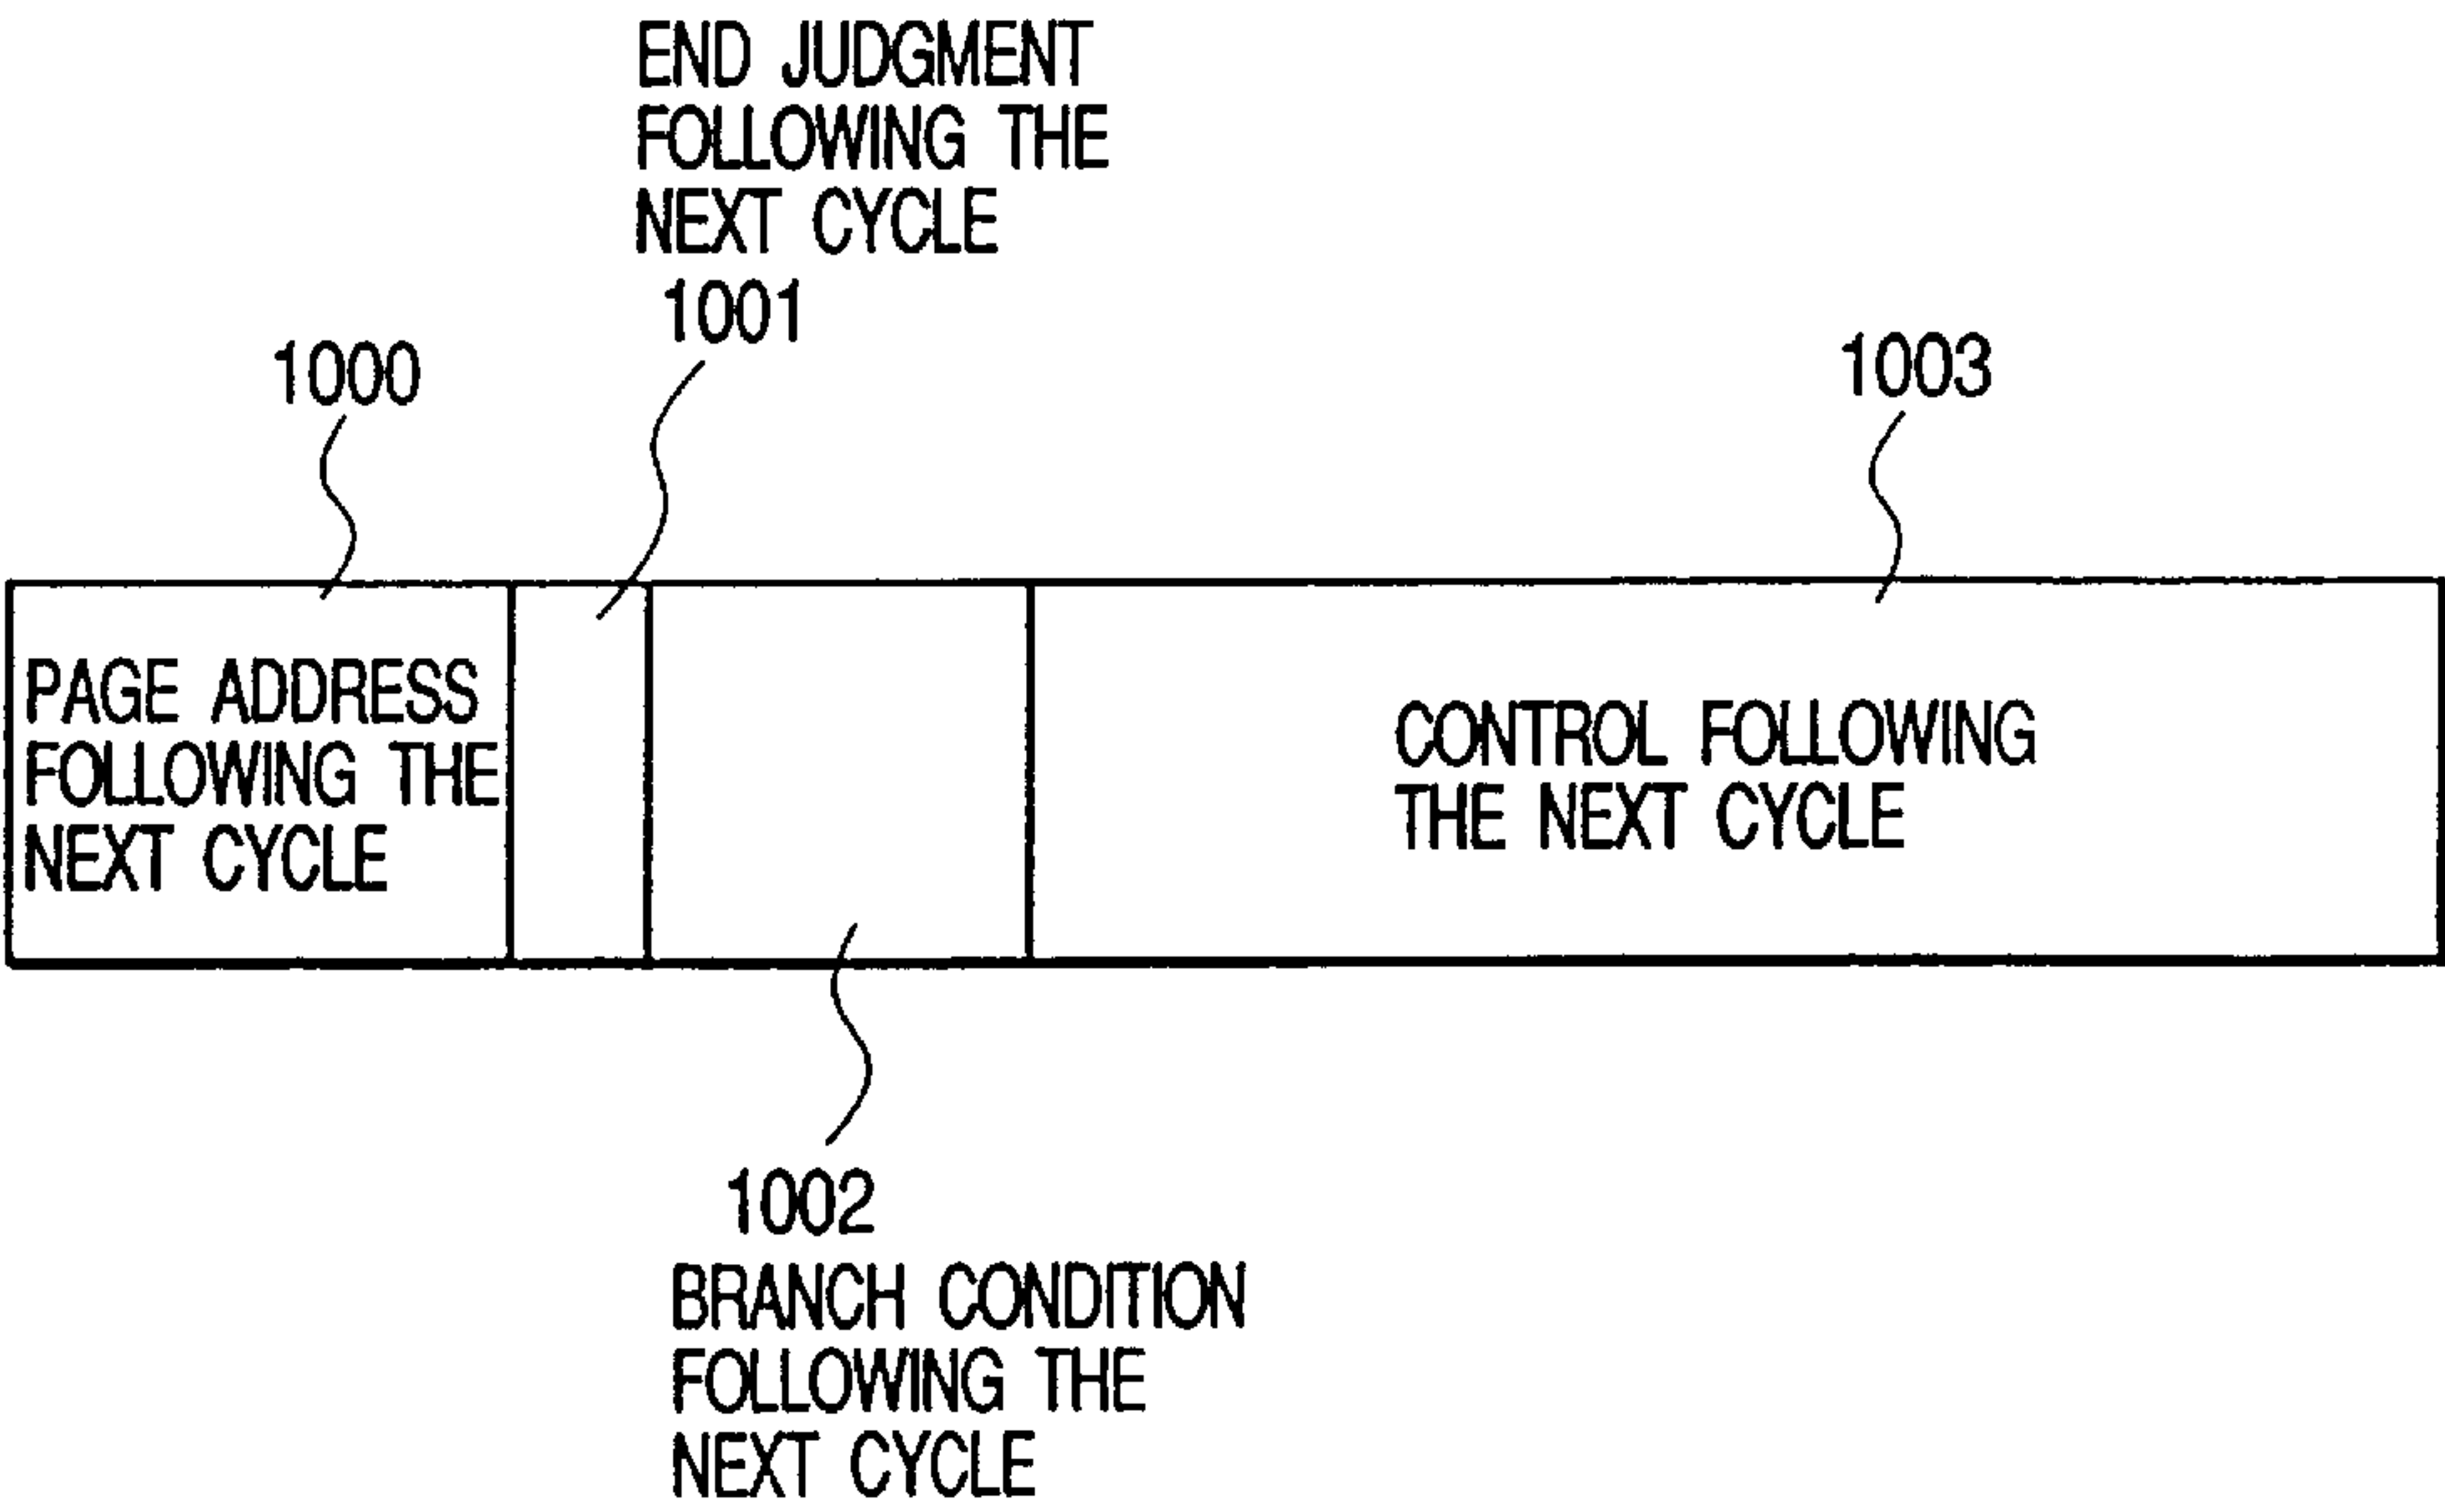 END JUDGMENT
FOLLOWING THE
NEXT CYCLE
1001
1000
1003
PAGE ADDRESS
FOLLOWING THE
NEXT CYCLE
CONTROL FOLLOWING
THE NEXT CYCLE
1002
BRANCH CONDITION
FOLLOWING THE
NEXT CYCLE